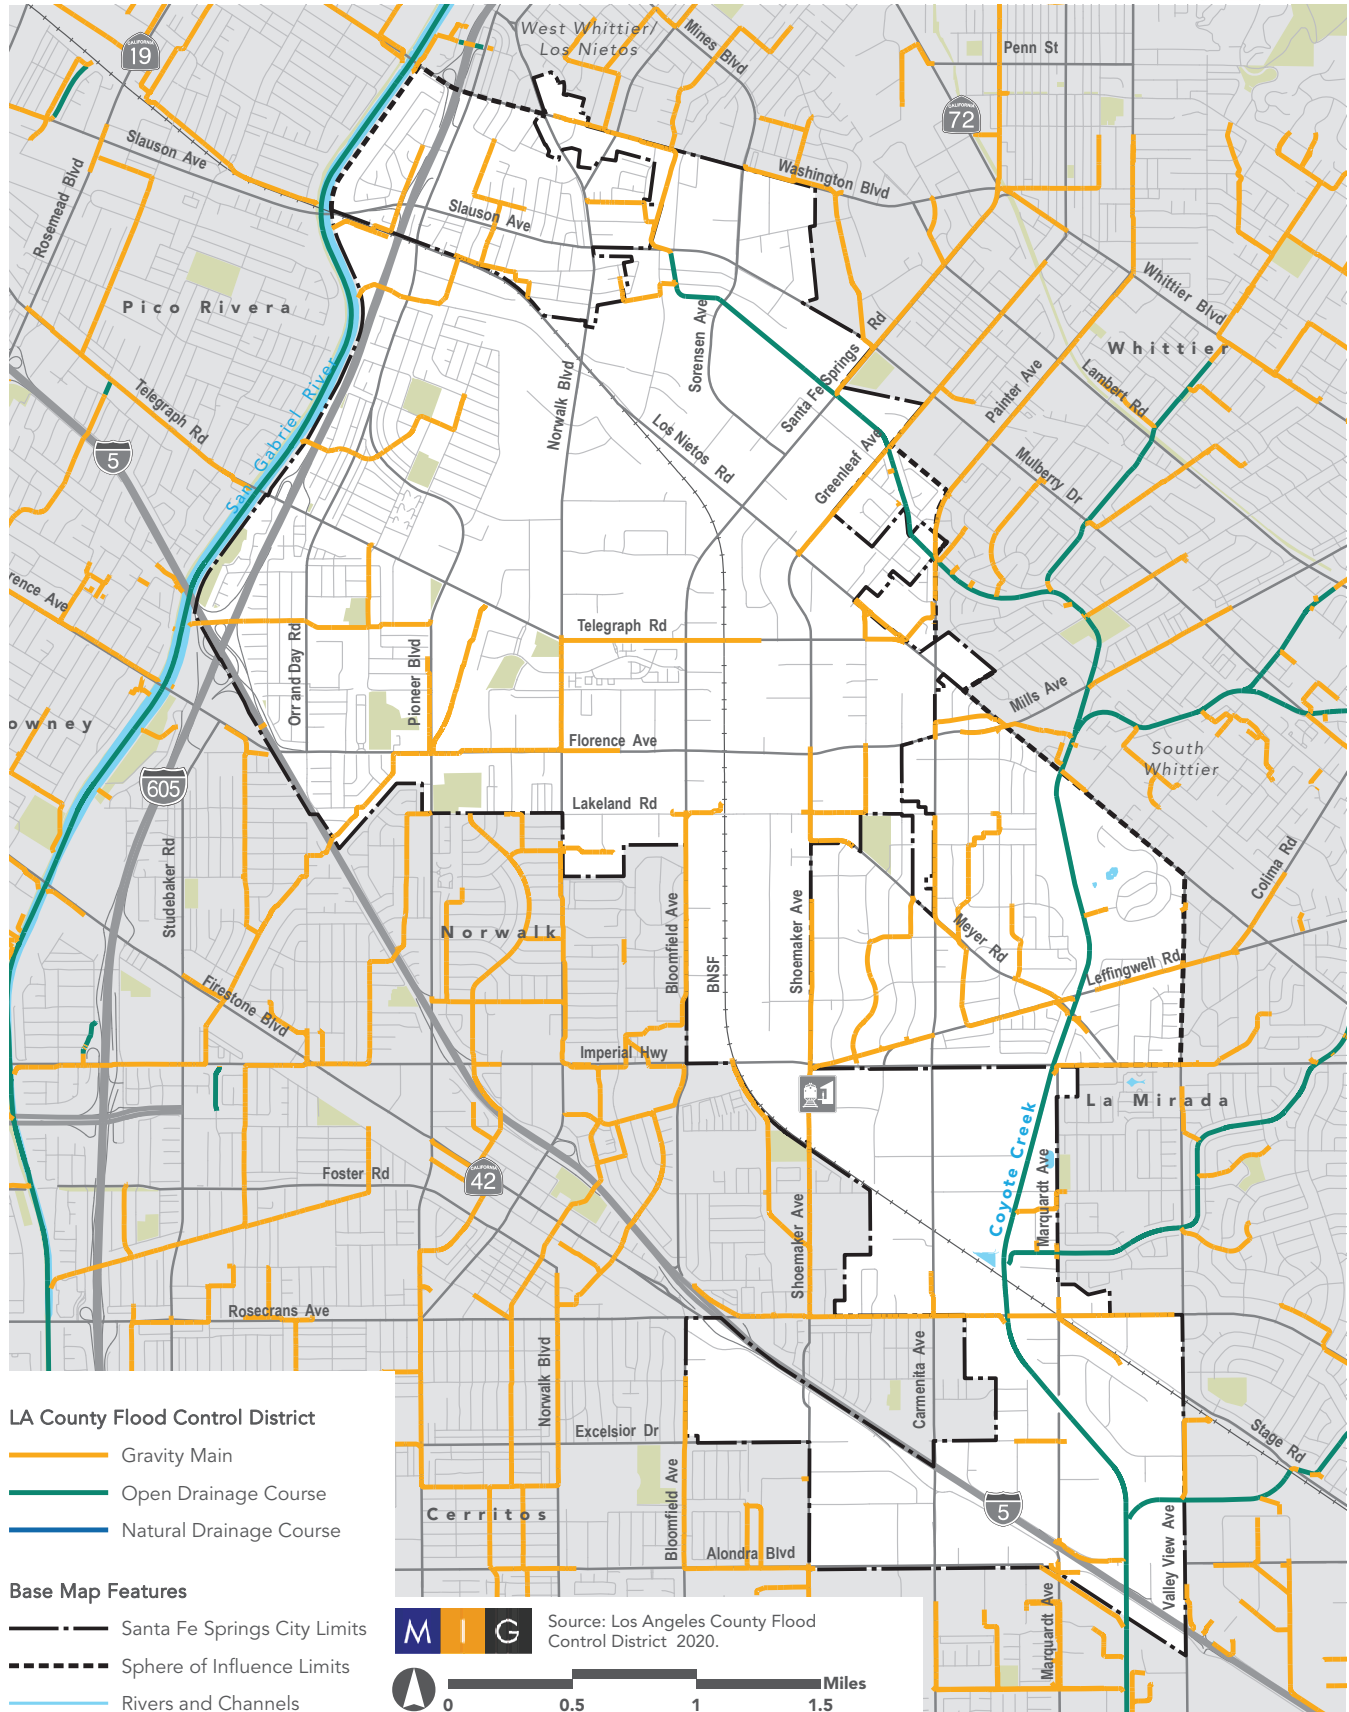 West Whittier/
Los Nietos
Mines Blvd
Penn St
CALIFORNIA
19
CALIFORNIA
72
Slauson Ave
Rosemead Blvd
Washington Blvd
Slauson Ave
Whittier Blvd
Pico Rivera
Whittier
Sorensen Ave
Santa Fe Springs Rd
Painter Ave
Lambert Rd
Telegraph Rd
San Gabriel River
Norwalk Blvd
Los Nietos Rd
Greenleaf Ave
Mulberry Dr
5
rence Ave
Telegraph Rd
Orr and Day Rd
Pioneer Blvd
Mills Ave
owney
Florence Ave
South
Whittier
605
Lakeland Rd
Studebaker Rd
Colima Rd
Norwalk
Bloomfield Ave
BNSF
Shoemaker Ave
Meyer Rd
Leffingwell Rd
Firestone Blvd
Imperial Hwy
La Mirada
Coyote Creek
Marquardt Ave
Foster Rd
CALIFORNIA
42
Shoemaker Ave
Rosecrans Ave
Norwalk Blvd
Carmenita Ave
Excelsior Dr
Stage Rd
Bloomfield Ave
Cerritos
5
Alondra Blvd
Valley View Ave
Marquardt Ave
LA County Flood Control District
Gravity Main
Open Drainage Course
Natural Drainage Course
Base Map Features
Santa Fe Springs City Limits
Sphere of Influence Limits
Rivers and Channels
M I G
Source: Los Angeles County Flood
Control District 2020.
Miles
0 0.5 1 1.5